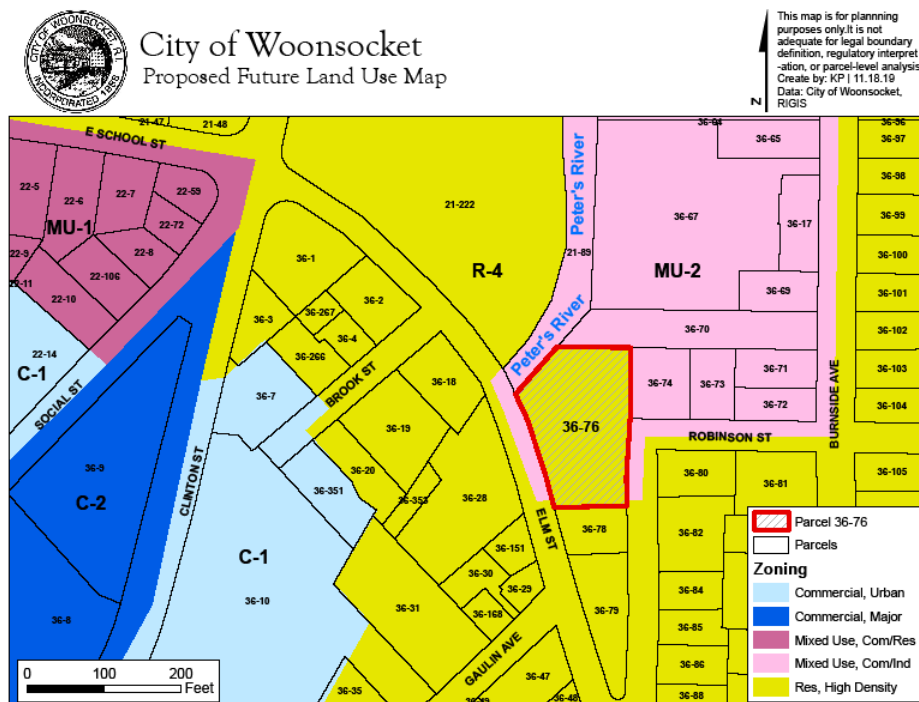 CITY OF WOONSOCKET, R.I.
INCORPORATED 1888
City of Woonsocket
Proposed Future Land Use Map
This map is for plannning
purposes only.It is not
adequate for legal boundary
definition, regulatory interpret
-ation, or parcel-level analysis
Create by: KP | 11.18.19
Data: City of Woonsocket,
RIGIS
N
21-47
21-48
E SCHOOL ST
36-64
36-65
36-96
36-97
22-5
22-6
22-7
22-59
22-72
MU-1
22-8
22-9
22-106
22-11
22-10
21-222
R-4
Peter's River
21-89
36-67
36-17
MU-2
36-69
36-98
36-99
36-100
36-101
36-1
36-2
36-3
36-267
36-4
36-266
BROOK ST
Peter's River
36-70
36-102
22-14
C-1
SOCIAL ST
36-7
36-18
36-74
36-73
36-71
36-72
BURNSIDE AVE
36-103
36-104
36-19
36-76
ROBINSON ST
CLINTON ST
36-9
C-2
36-20
36-351
36-353
36-28
ELM ST
36-78
36-80
36-81
36-105
36-82
C-1
36-10
36-151
36-30
36-29
36-168
36-31
36-79
36-84
36-85
36-8
GAULIN AVE
36-47
36-86
36-35
36-49
36-48
36-88
Parcel 36-76
Parcels
Zoning
Commercial, Urban
Commercial, Major
Mixed Use, Com/Res
Mixed Use, Com/Ind
Res, High Density
0 100 200
Feet